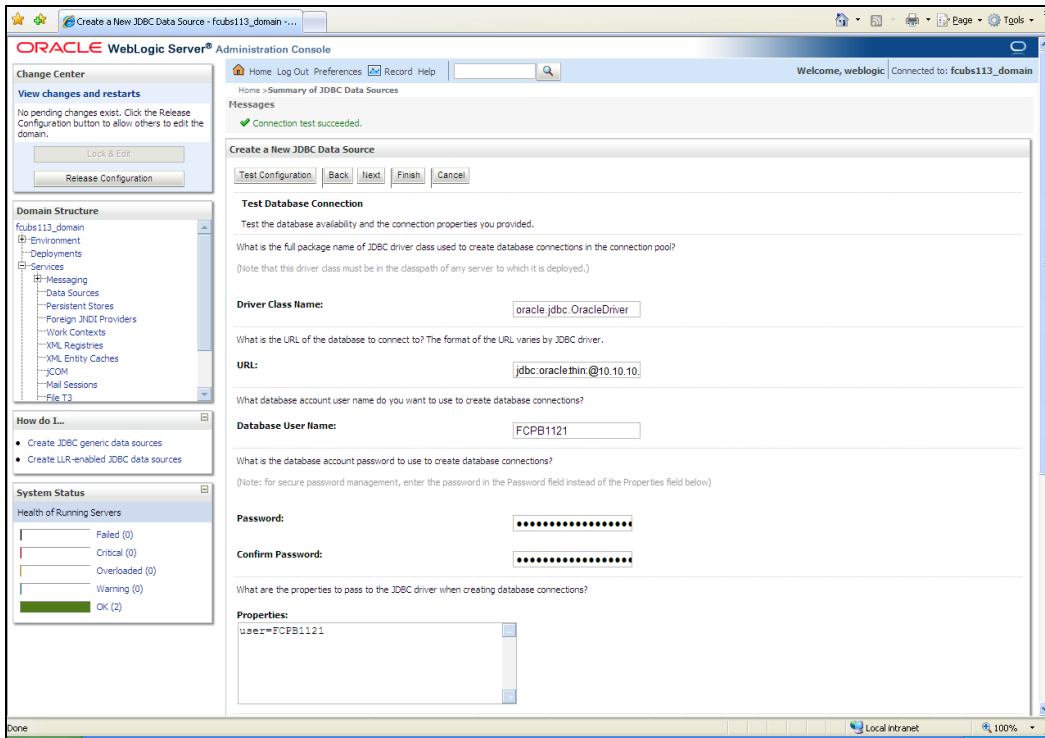 Create a New JDBC Data Source - fcubs113_domain -...
Page
Tools
ORACLE WebLogic Server® Administration Console
Change Center
View changes and restarts
No pending changes exist. Click the Release
Configuration button to allow others to edit the
domain.
Lock & Edit
Release Configuration
Domain Structure
fcubs113_domain
Environment
Deployments
Services
Messaging
Data Sources
Persistent Stores
Foreign JNDI Providers
Work Contexts
XML Registries
XML Entity Caches
jCOM
Mail Sessions
File T3
How do I...
Create JDBC generic data sources
Create LLR-enabled JDBC data sources
System Status
Health of Running Servers
Failed (0)
Critical (0)
Overloaded (0)
Warning (0)
OK (2)
Home Log Out Preferences Record Help
Welcome, weblogic Connected to: fcubs113_domain
Home >Summary of JDBC Data Sources
Messages
Connection test succeeded.
Create a New JDBC Data Source
Test Configuration Back Next Finish Cancel
Test Database Connection
Test the database availability and the connection properties you provided.
What is the full package name of JDBC driver class used to create database connections in the connection pool?
(Note that this driver class must be in the classpath of any server to which it is deployed.)
Driver Class Name: oracle.jdbc.OracleDriver
What is the URL of the database to connect to? The format of the URL varies by JDBC driver.
URL: jdbc:oracle:thin:@10.10.10.
What database account user name do you want to use to create database connections?
Database User Name: FCPB1121
What is the database account password to use to create database connections?
(Note: for secure password management, enter the password in the Password field instead of the Properties field below)
Password:
Confirm Password:
What are the properties to pass to the JDBC driver when creating database connections?
Properties:
user=FCPB1121
Done
Local intranet
100%